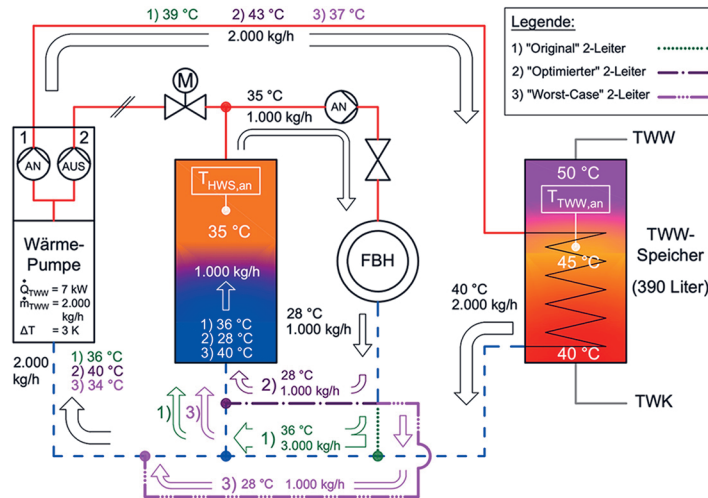 1) 39 °C 2) 43 °C 3) 37 °C
2.000 kg/h
Legende:
1) "Original" 2-Leiter
2) "Optimierter" 2-Leiter
3) "Worst-Case" 2-Leiter
M
35 °C
1.000 kg/h
AN
1 2
AN AUS
Wärme-
Pumpe
Q̇TWW = 7 kW
ṁTWW = 2.000
kg/h
ΔT = 3 K
THWS,an
35 °C
1.000 kg/h
1) 36 °C
2) 28 °C
3) 40 °C
FBH
28 °C
1.000 kg/h
TWW
50 °C
TTWW,an
45 °C
40 °C
TWW-
Speicher
(390 Liter)
40 °C
2.000 kg/h
TWK
2.000
kg/h
1) 36 °C
2) 40 °C
3) 34 °C
2) 28 °C
1.000 kg/h
1)
3)
1) 36 °C
3.000 kg/h
3) 28 °C 1.000 kg/h